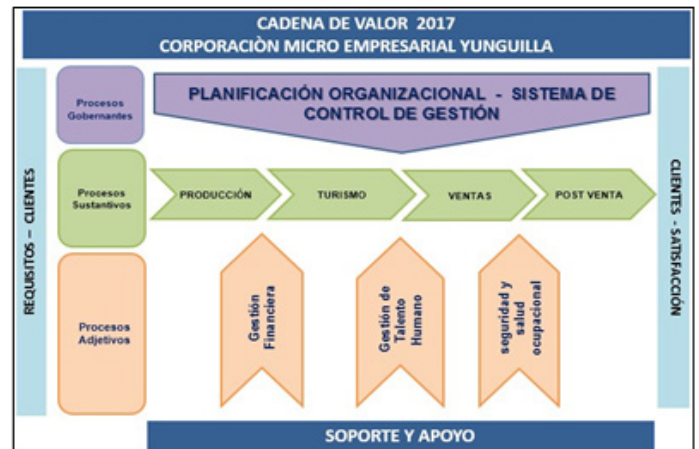 CADENA DE VALOR 2017
CORPORACIÒN MICRO EMPRESARIAL YUNGUILLA
REQUISITOS – CLIENTES
Procesos
Gobernantes
PLANIFICACIÓN ORGANIZACIONAL - SISTEMA DE
CONTROL DE GESTIÓN
Procesos
Sustantivos
PRODUCCIÓN
TURISMO
VENTAS
POST VENTA
Procesos
Adjetivos
Gestión
Financiera
Gestión de
Talento
Humano
seguridad y
salud
ocupacional
CLIENTES - SATISFACCIÓN
SOPORTE Y APOYO